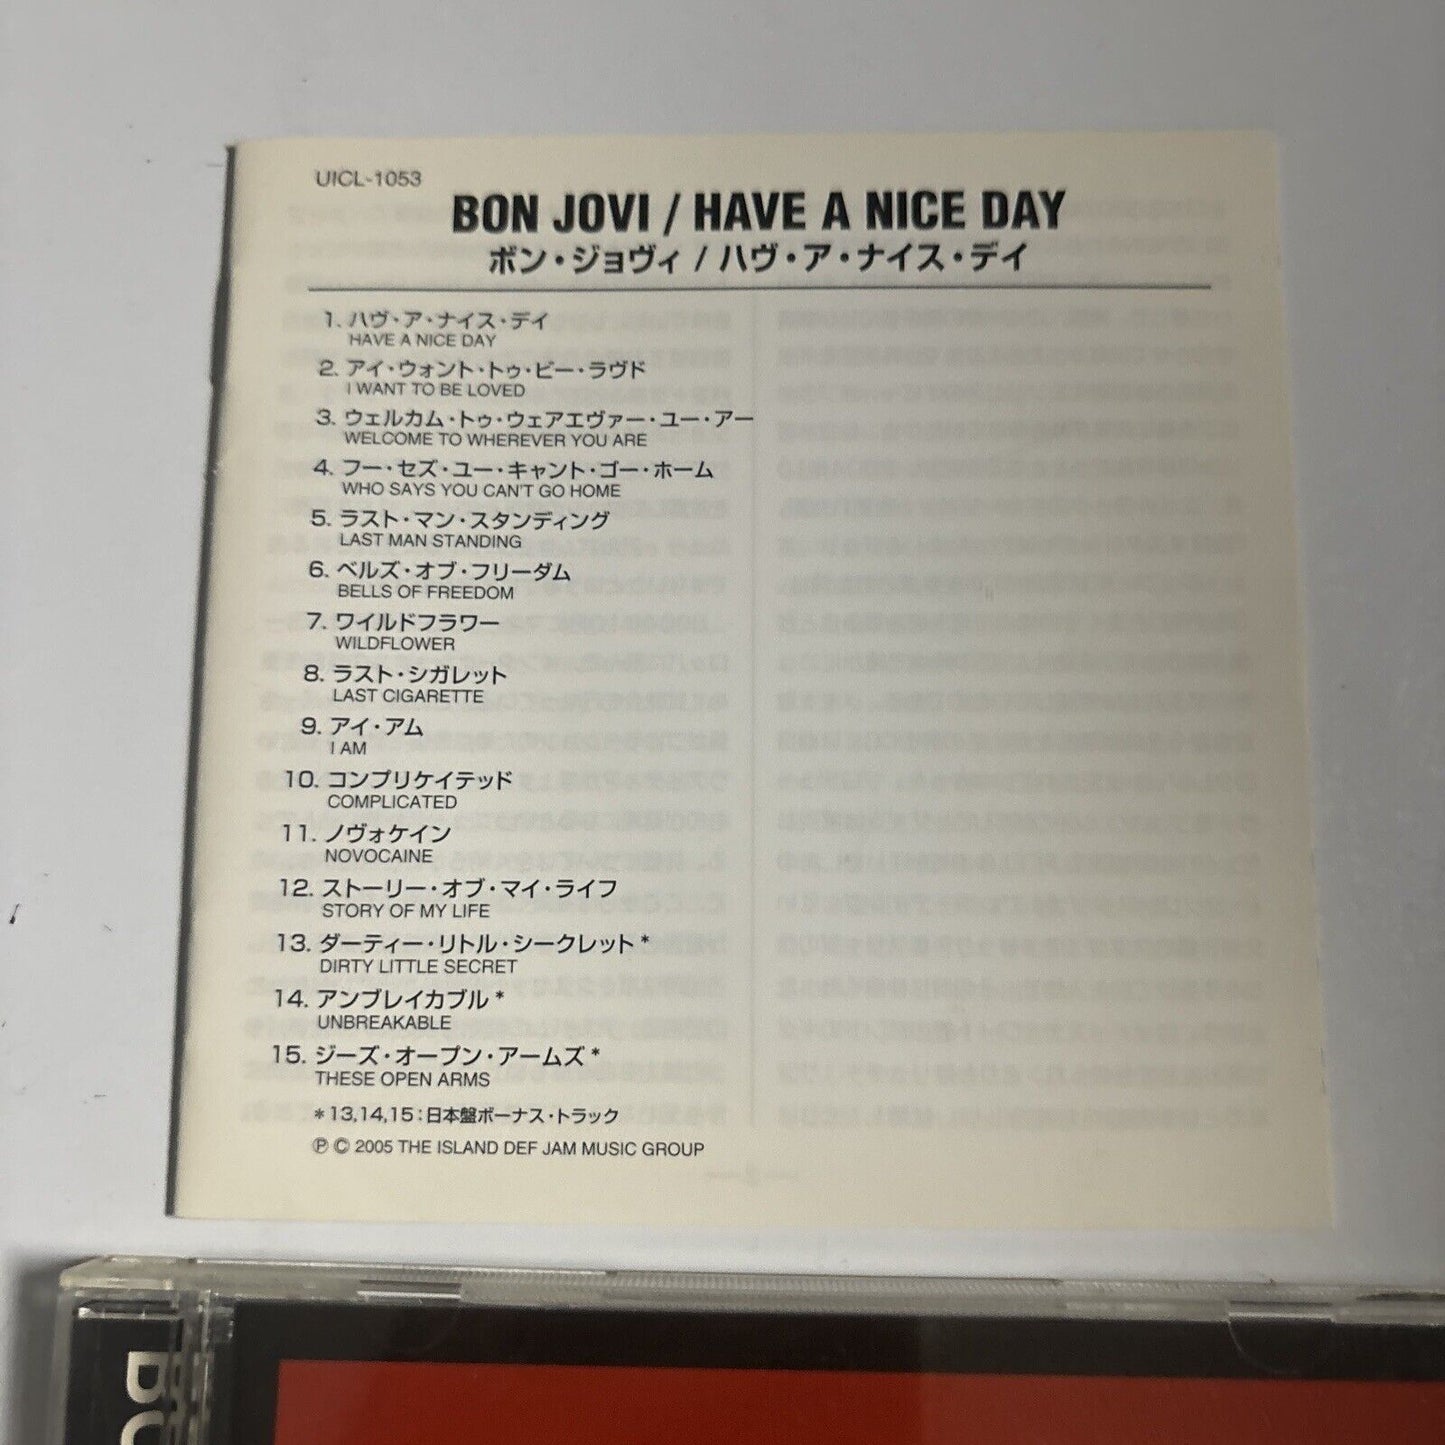 UICL-1053
BON JOVI / HAVE A NICE DAY
ボン・ジョヴィ / ハヴ・ア・ナイス・デイ
1. ハヴ・ア・ナイス・デイ
HAVE A NICE DAY
2. アイ・ウォント・トゥ・ビー・ラヴド
I WANT TO BE LOVED
3. ウェルカム・トゥ・ウェアエヴァー・ユー・アー
WELCOME TO WHEREVER YOU ARE
4. フー・セズ・ユー・キャント・ゴー・ホーム
WHO SAYS YOU CAN'T GO HOME
5. ラスト・マン・スタンディング
LAST MAN STANDING
6. ベルズ・オブ・フリーダム
BELLS OF FREEDOM
7. ワイルドフラワー
WILDFLOWER
8. ラスト・シガレット
LAST CIGARETTE
9. アイ・アム
I AM
10. コンプリケイテッド
COMPLICATED
11. ノヴォケイン
NOVOCAINE
12. ストーリー・オブ・マイ・ライフ
STORY OF MY LIFE
13. ダーティー・リトル・シークレット*
DIRTY LITTLE SECRET
14. アンブレイカブル*
UNBREAKABLE
15. ジーズ・オープン・アームズ*
THESE OPEN ARMS
*13,14,15:日本盤ボーナス・トラック
℗ © 2005 THE ISLAND DEF JAM MUSIC GROUP
BO